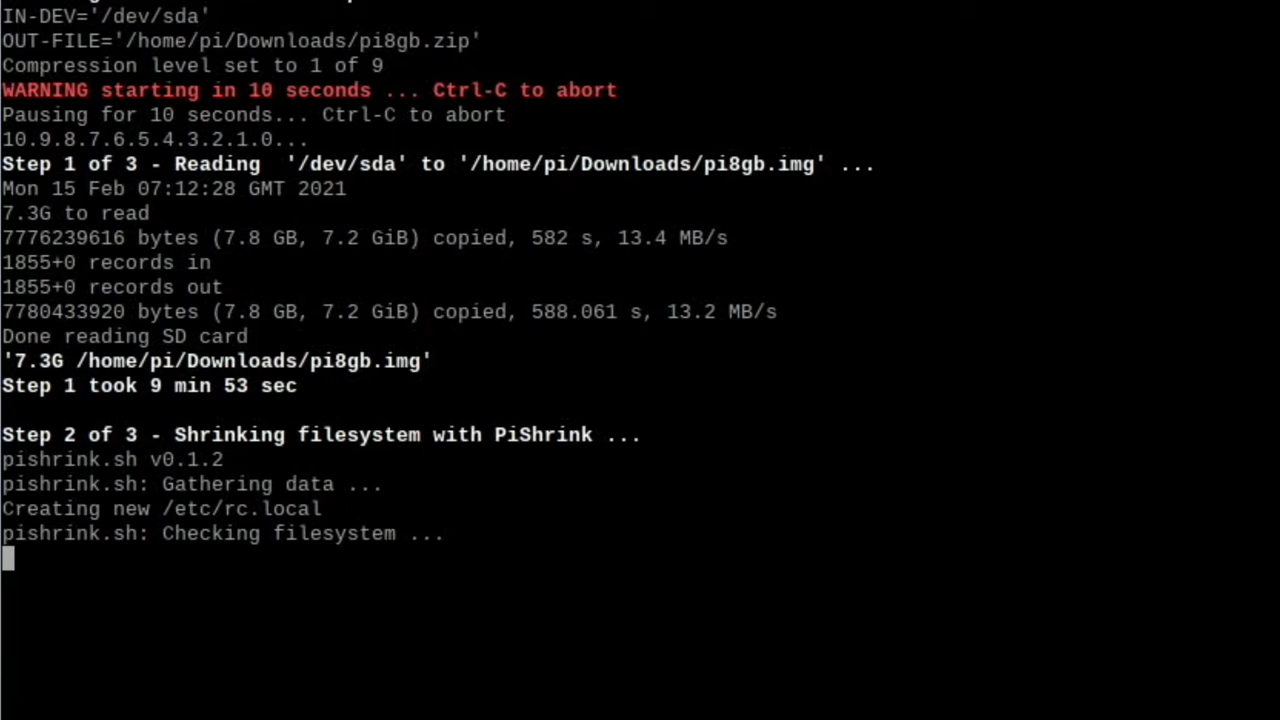 IN-DEV='/dev/sda'
OUT-FILE='/home/pi/Downloads/pi8gb.zip'
Compression level set to 1 of 9
WARNING starting in 10 seconds ... Ctrl-C to abort
Pausing for 10 seconds... Ctrl-C to abort
10.9.8.7.6.5.4.3.2.1.0...
Step 1 of 3 - Reading  '/dev/sda' to '/home/pi/Downloads/pi8gb.img' ...
Mon 15 Feb 07:12:28 GMT 2021
7.3G to read
7776239616 bytes (7.8 GB, 7.2 GiB) copied, 582 s, 13.4 MB/s
1855+0 records in
1855+0 records out
7780433920 bytes (7.8 GB, 7.2 GiB) copied, 588.061 s, 13.2 MB/s
Done reading SD card
'7.3G /home/pi/Downloads/pi8gb.img'
Step 1 took 9 min 53 sec
Step 2 of 3 - Shrinking filesystem with PiShrink ...
pishrink.sh v0.1.2
pishrink.sh: Gathering data ...
Creating new /etc/rc.local
pishrink.sh: Checking filesystem ...